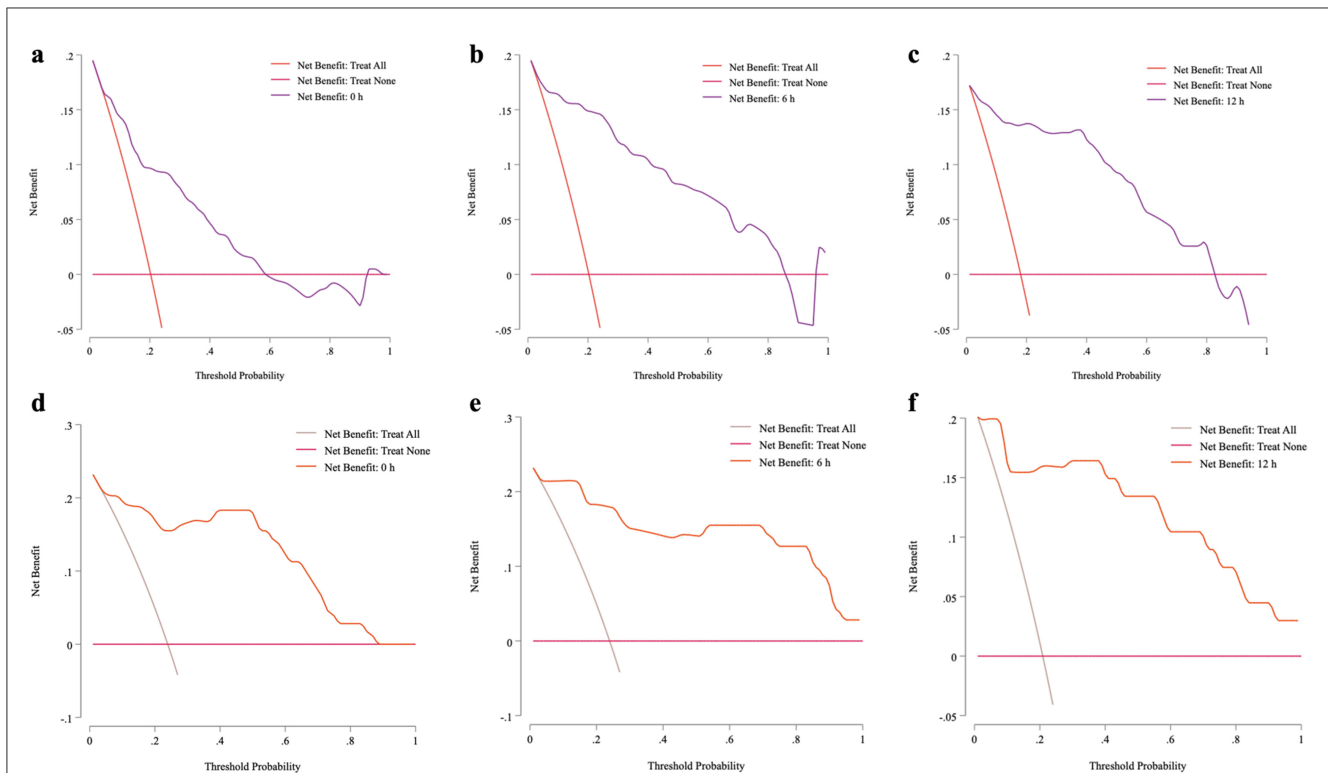 a
Net Benefit: Treat All
Net Benefit: Treat None
Net Benefit: 0 h
.2
.15
.1
.05
0
-.05
Net Benefit
0 .2 .4 .6 .8 1
Threshold Probability
b
Net Benefit: Treat All
Net Benefit: Treat None
Net Benefit: 6 h
.2
.15
.1
.05
0
-.05
Net Benefit
0 .2 .4 .6 .8 1
Threshold Probability
c
Net Benefit: Treat All
Net Benefit: Treat None
Net Benefit: 12 h
.2
.15
.1
.05
0
-.05
Net Benefit
0 .2 .4 .6 .8 1
Threshold Probability
d
Net Benefit: Treat All
Net Benefit: Treat None
Net Benefit: 0 h
.3
.2
.1
0
-.1
Net Benefit
0 .2 .4 .6 .8 1
Threshold Probability
e
Net Benefit: Treat All
Net Benefit: Treat None
Net Benefit: 6 h
.3
.2
.1
0
-.1
Net Benefit
0 .2 .4 .6 .8 1
Threshold Probability
f
Net Benefit: Treat All
Net Benefit: Treat None
Net Benefit: 12 h
.2
.15
.1
.05
0
-.05
Net Benefit
0 .2 .4 .6 .8 1
Threshold Probability